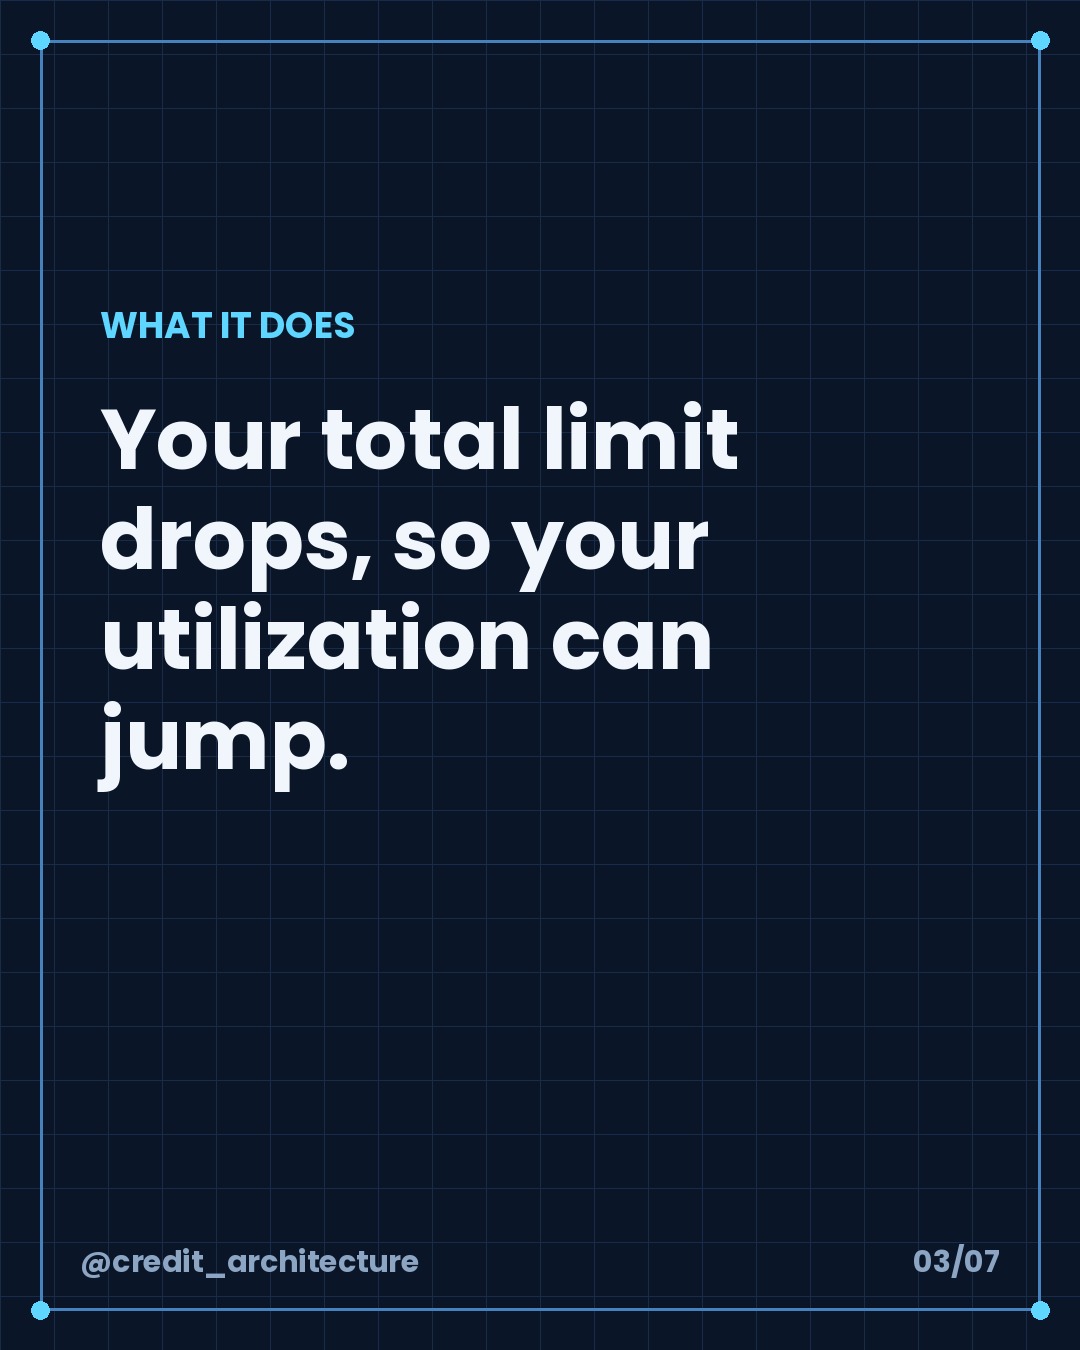 WHAT IT DOES
Your total limit
drops, so your
utilization can
jump.
@credit_architecture
03/07